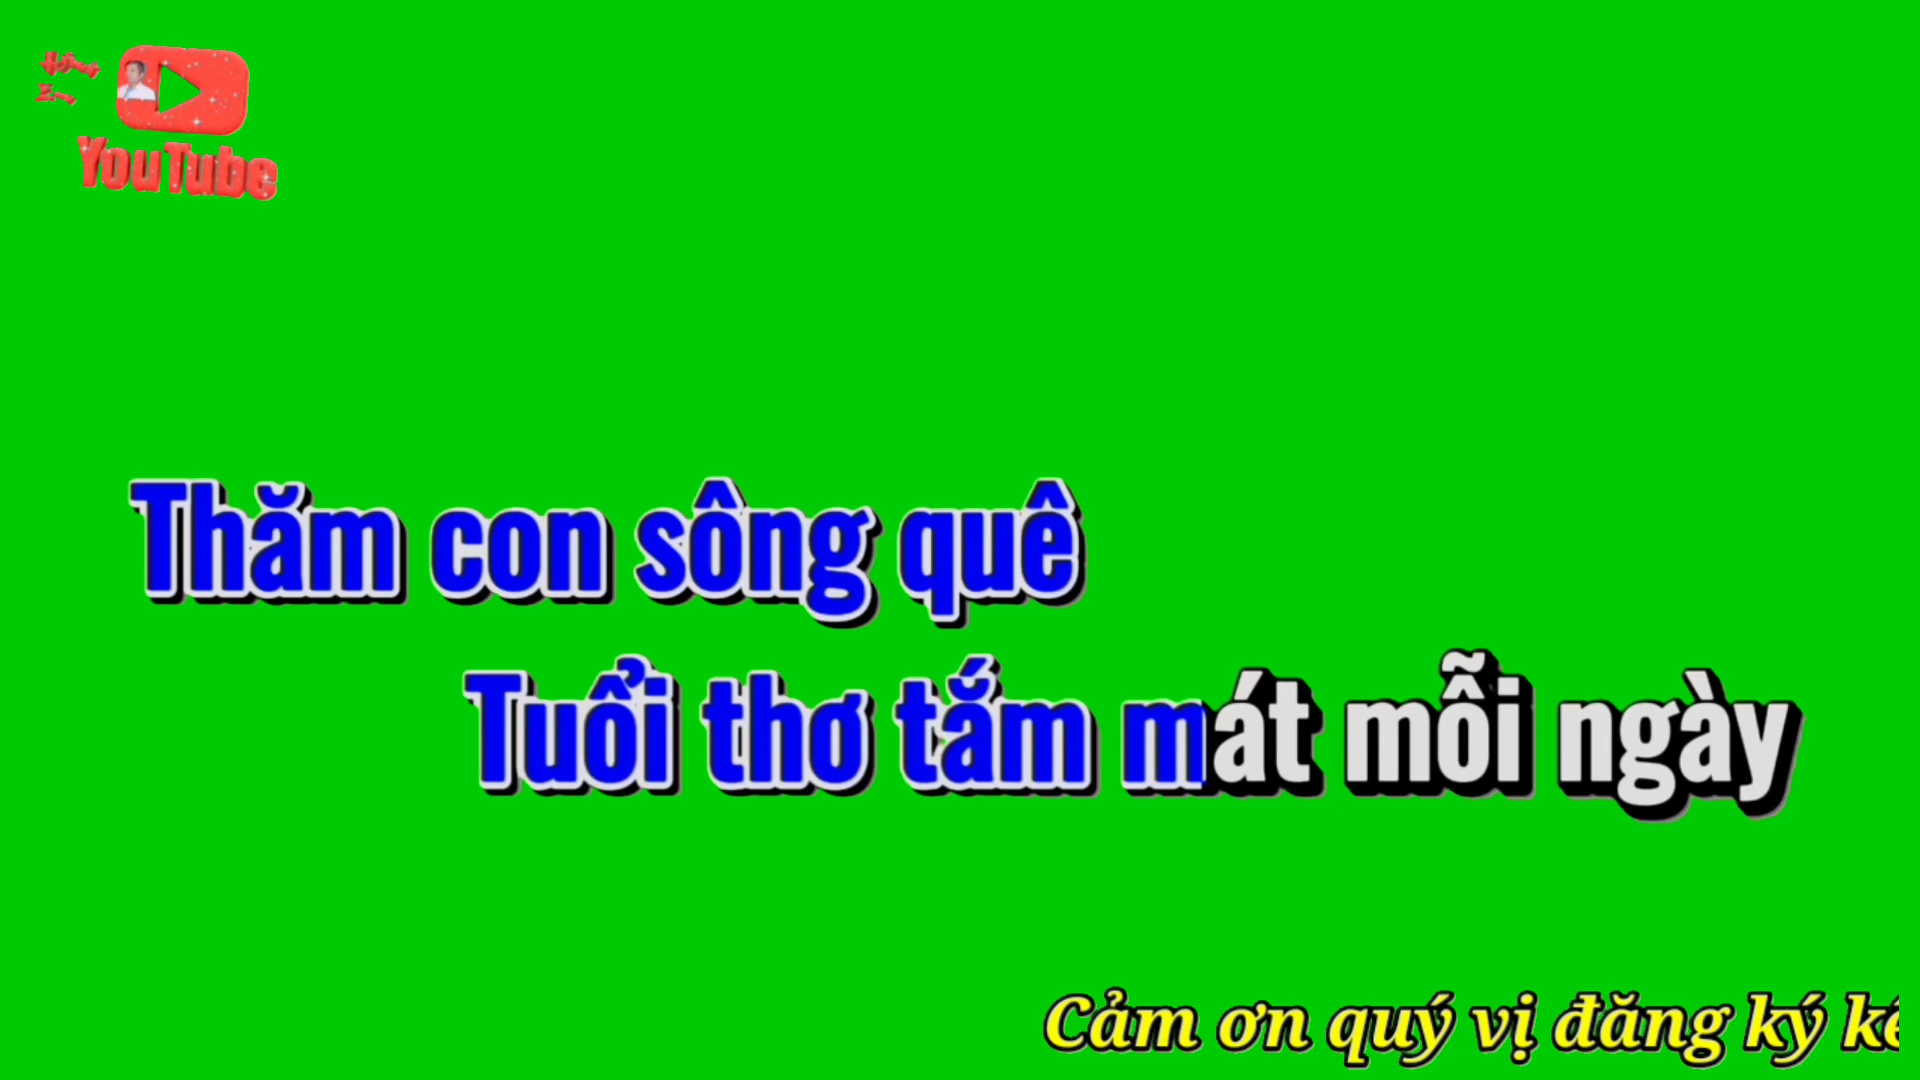 YouTube
Thăm con sông quê
Tuổi thơ tắm mát mỗi ngày
Cảm ơn quý vị đăng ký